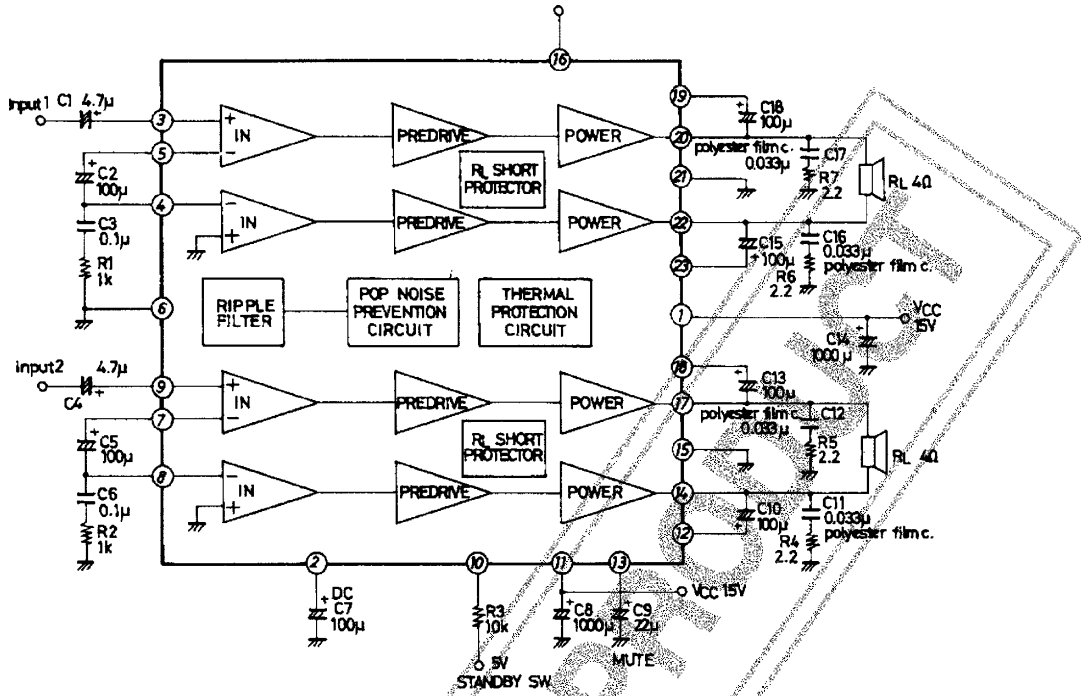 16
Input 1
C1 4.7μ
3
5
+
-
IN
PREDRIVE
POWER
19
20
C18
100μ
polyester film c.
0.033μ
C17
R7
2.2
RL SHORT
PROTECTOR
21
RL 4Ω
C2
100μ
4
-
+
IN
PREDRIVE
POWER
22
23
C15
100μ
C16
0.033μ
polyester film c.
R6
2.2
C3
0.1μ
R1
1k
6
RIPPLE
FILTER
POP NOISE
PREVENTION
CIRCUIT
THERMAL
PROTECTION
CIRCUIT
1
VCC
15V
C14
1000μ
input2
4.7μ
C4
9
7
+
-
IN
PREDRIVE
POWER
18
17
C13
100μ
polyester film c.
0.033μ
C12
R5
2.2
RL SHORT
PROTECTOR
15
RL 4Ω
C5
100μ
8
-
+
IN
PREDRIVE
POWER
14
12
C10
100μ
C11
0.033μ
polyester film c.
R4
2.2
C6
0.1μ
R2
1k
2
10
11
13
+ DC
C7
100μ
R3
10k
C8
1000μ
C9
22μ
VCC 15V
MUTE
5V
STANDBY SW